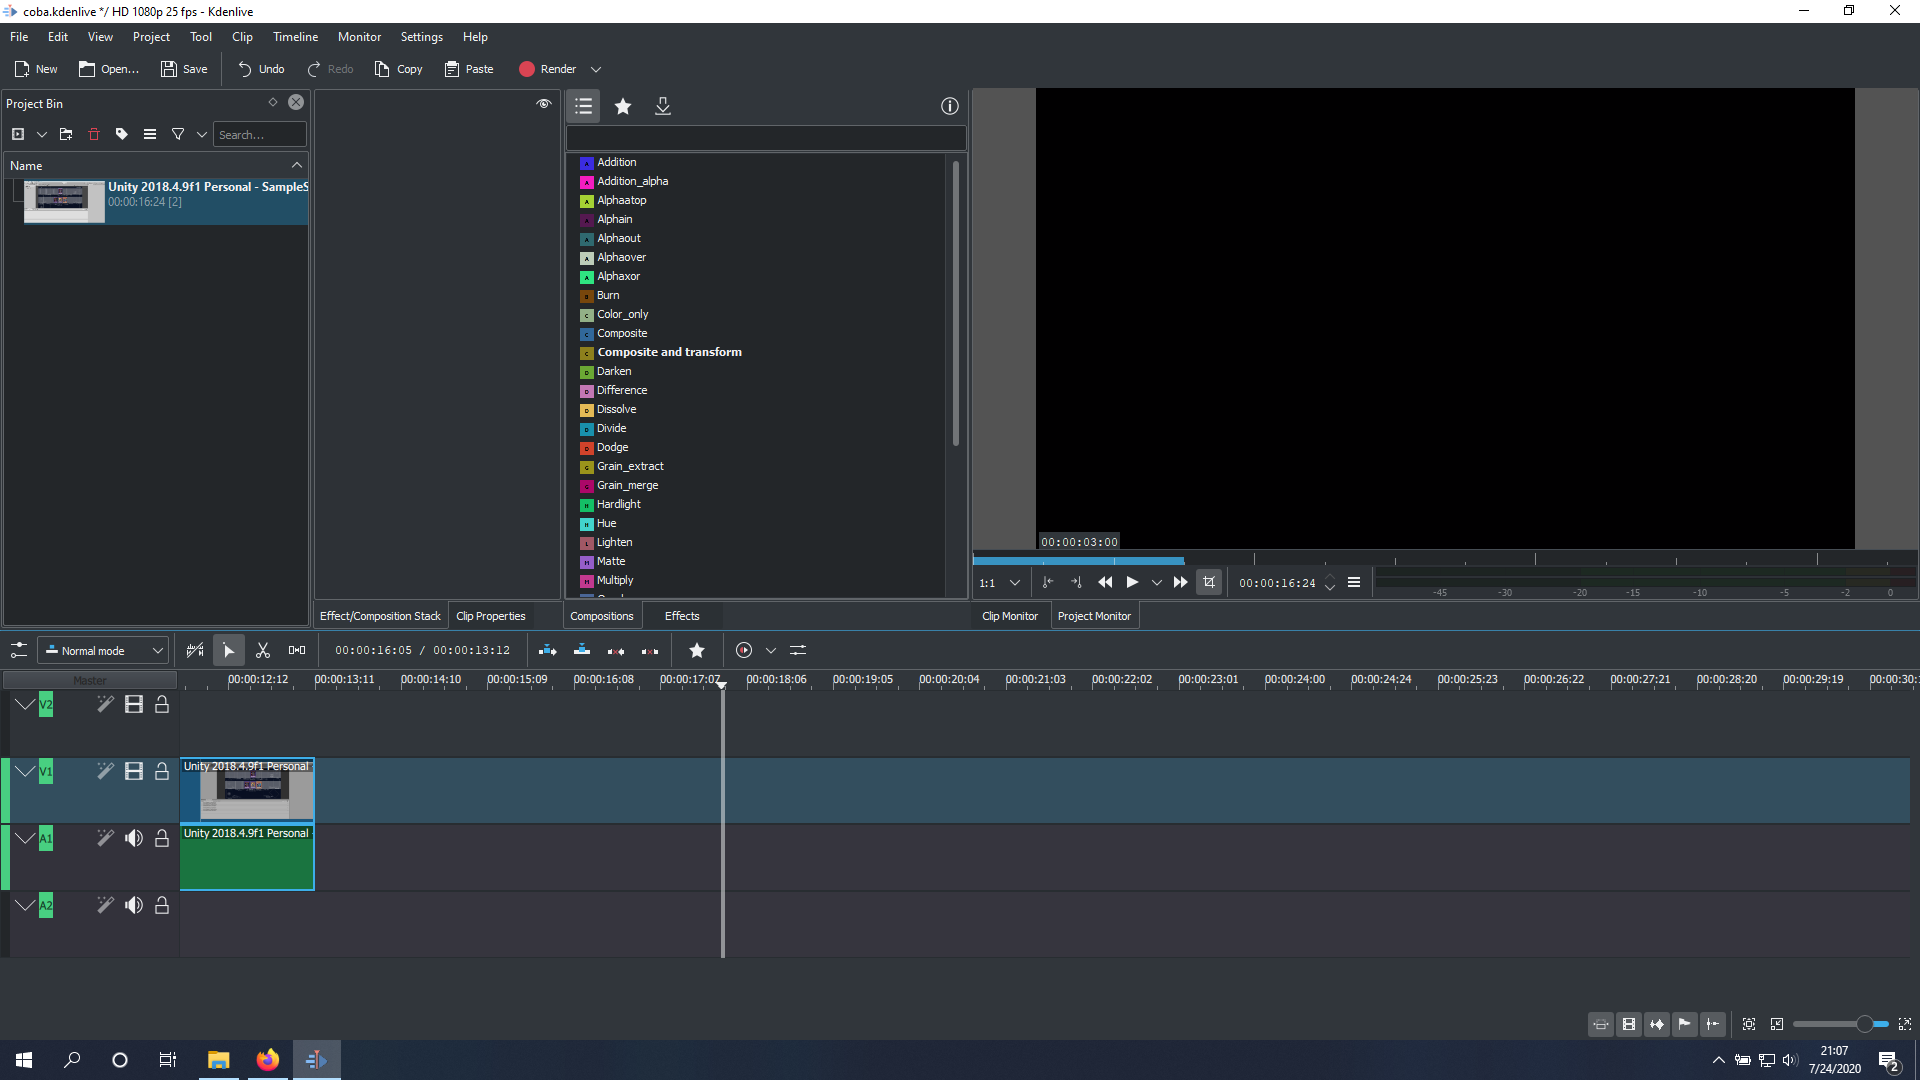 coba.kdenlive */ HD 1080p 25 fps - Kdenlive
File Edit View Project Tool Clip Timeline Monitor Settings Help
New Open... Save Undo Redo Copy Paste Render
Project Bin
Search...
Name
Unity 2018.4.9f1 Personal - SampleS
00:00:16:24 [2]
Addition
Addition_alpha
Alphaatop
Alphain
Alphaout
Alphaover
Alphaxor
Burn
Color_only
Composite
Composite and transform
Darken
Difference
Dissolve
Divide
Dodge
Grain_extract
Grain_merge
Hardlight
Hue
Lighten
Matte
Multiply
00:00:03:00
1:1 00:00:16:24
-45 -30 -20 -15 -10 -5 -2 0
Effect/Composition Stack Clip Properties Compositions Effects Clip Monitor Project Monitor
Normal mode 00:00:16:05 / 00:00:13:12
Master
00:00:12:12 00:00:13:11 00:00:14:10 00:00:15:09 00:00:16:08 00:00:17:07 00:00:18:06 00:00:19:05 00:00:20:04 00:00:21:03 00:00:22:02 00:00:23:01 00:00:24:00 00:00:24:24 00:00:25:23 00:00:26:22 00:00:27:21 00:00:28:20 00:00:29:19 00:00:30:
V2
V1 Unity 2018.4.9f1 Personal
A1 Unity 2018.4.9f1 Personal
A2
21:07
7/24/2020
2